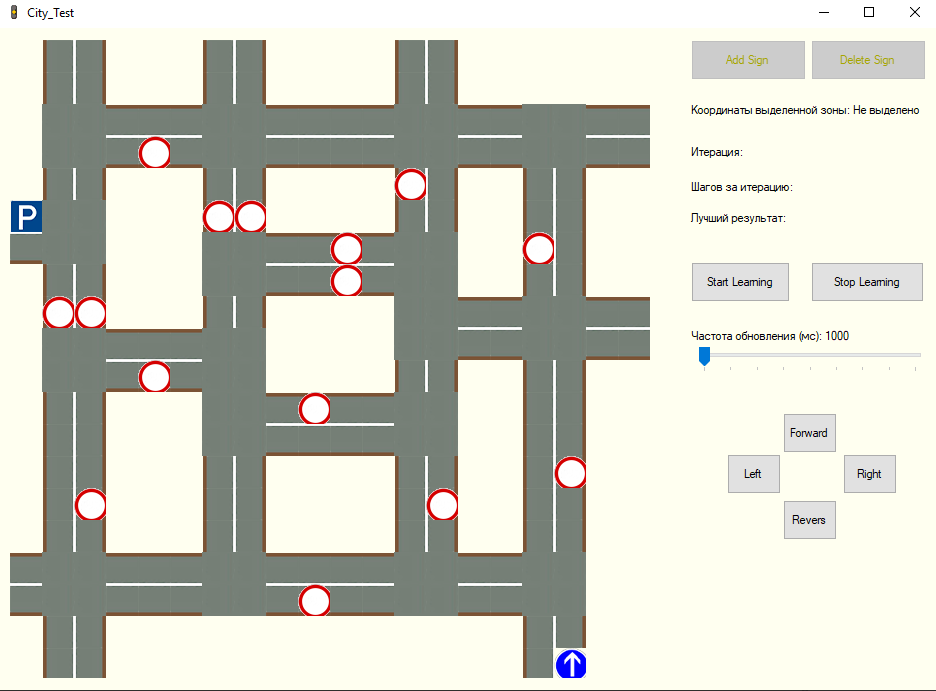 City_Test
Add Sign
Delete Sign
Координаты выделенной зоны: Не выделено
Итерация:
Шагов за итерацию:
P
Лучший результат:
Start Learning
Stop Learning
Частота обновления (мс): 1000
Forward
Left
Right
Revers